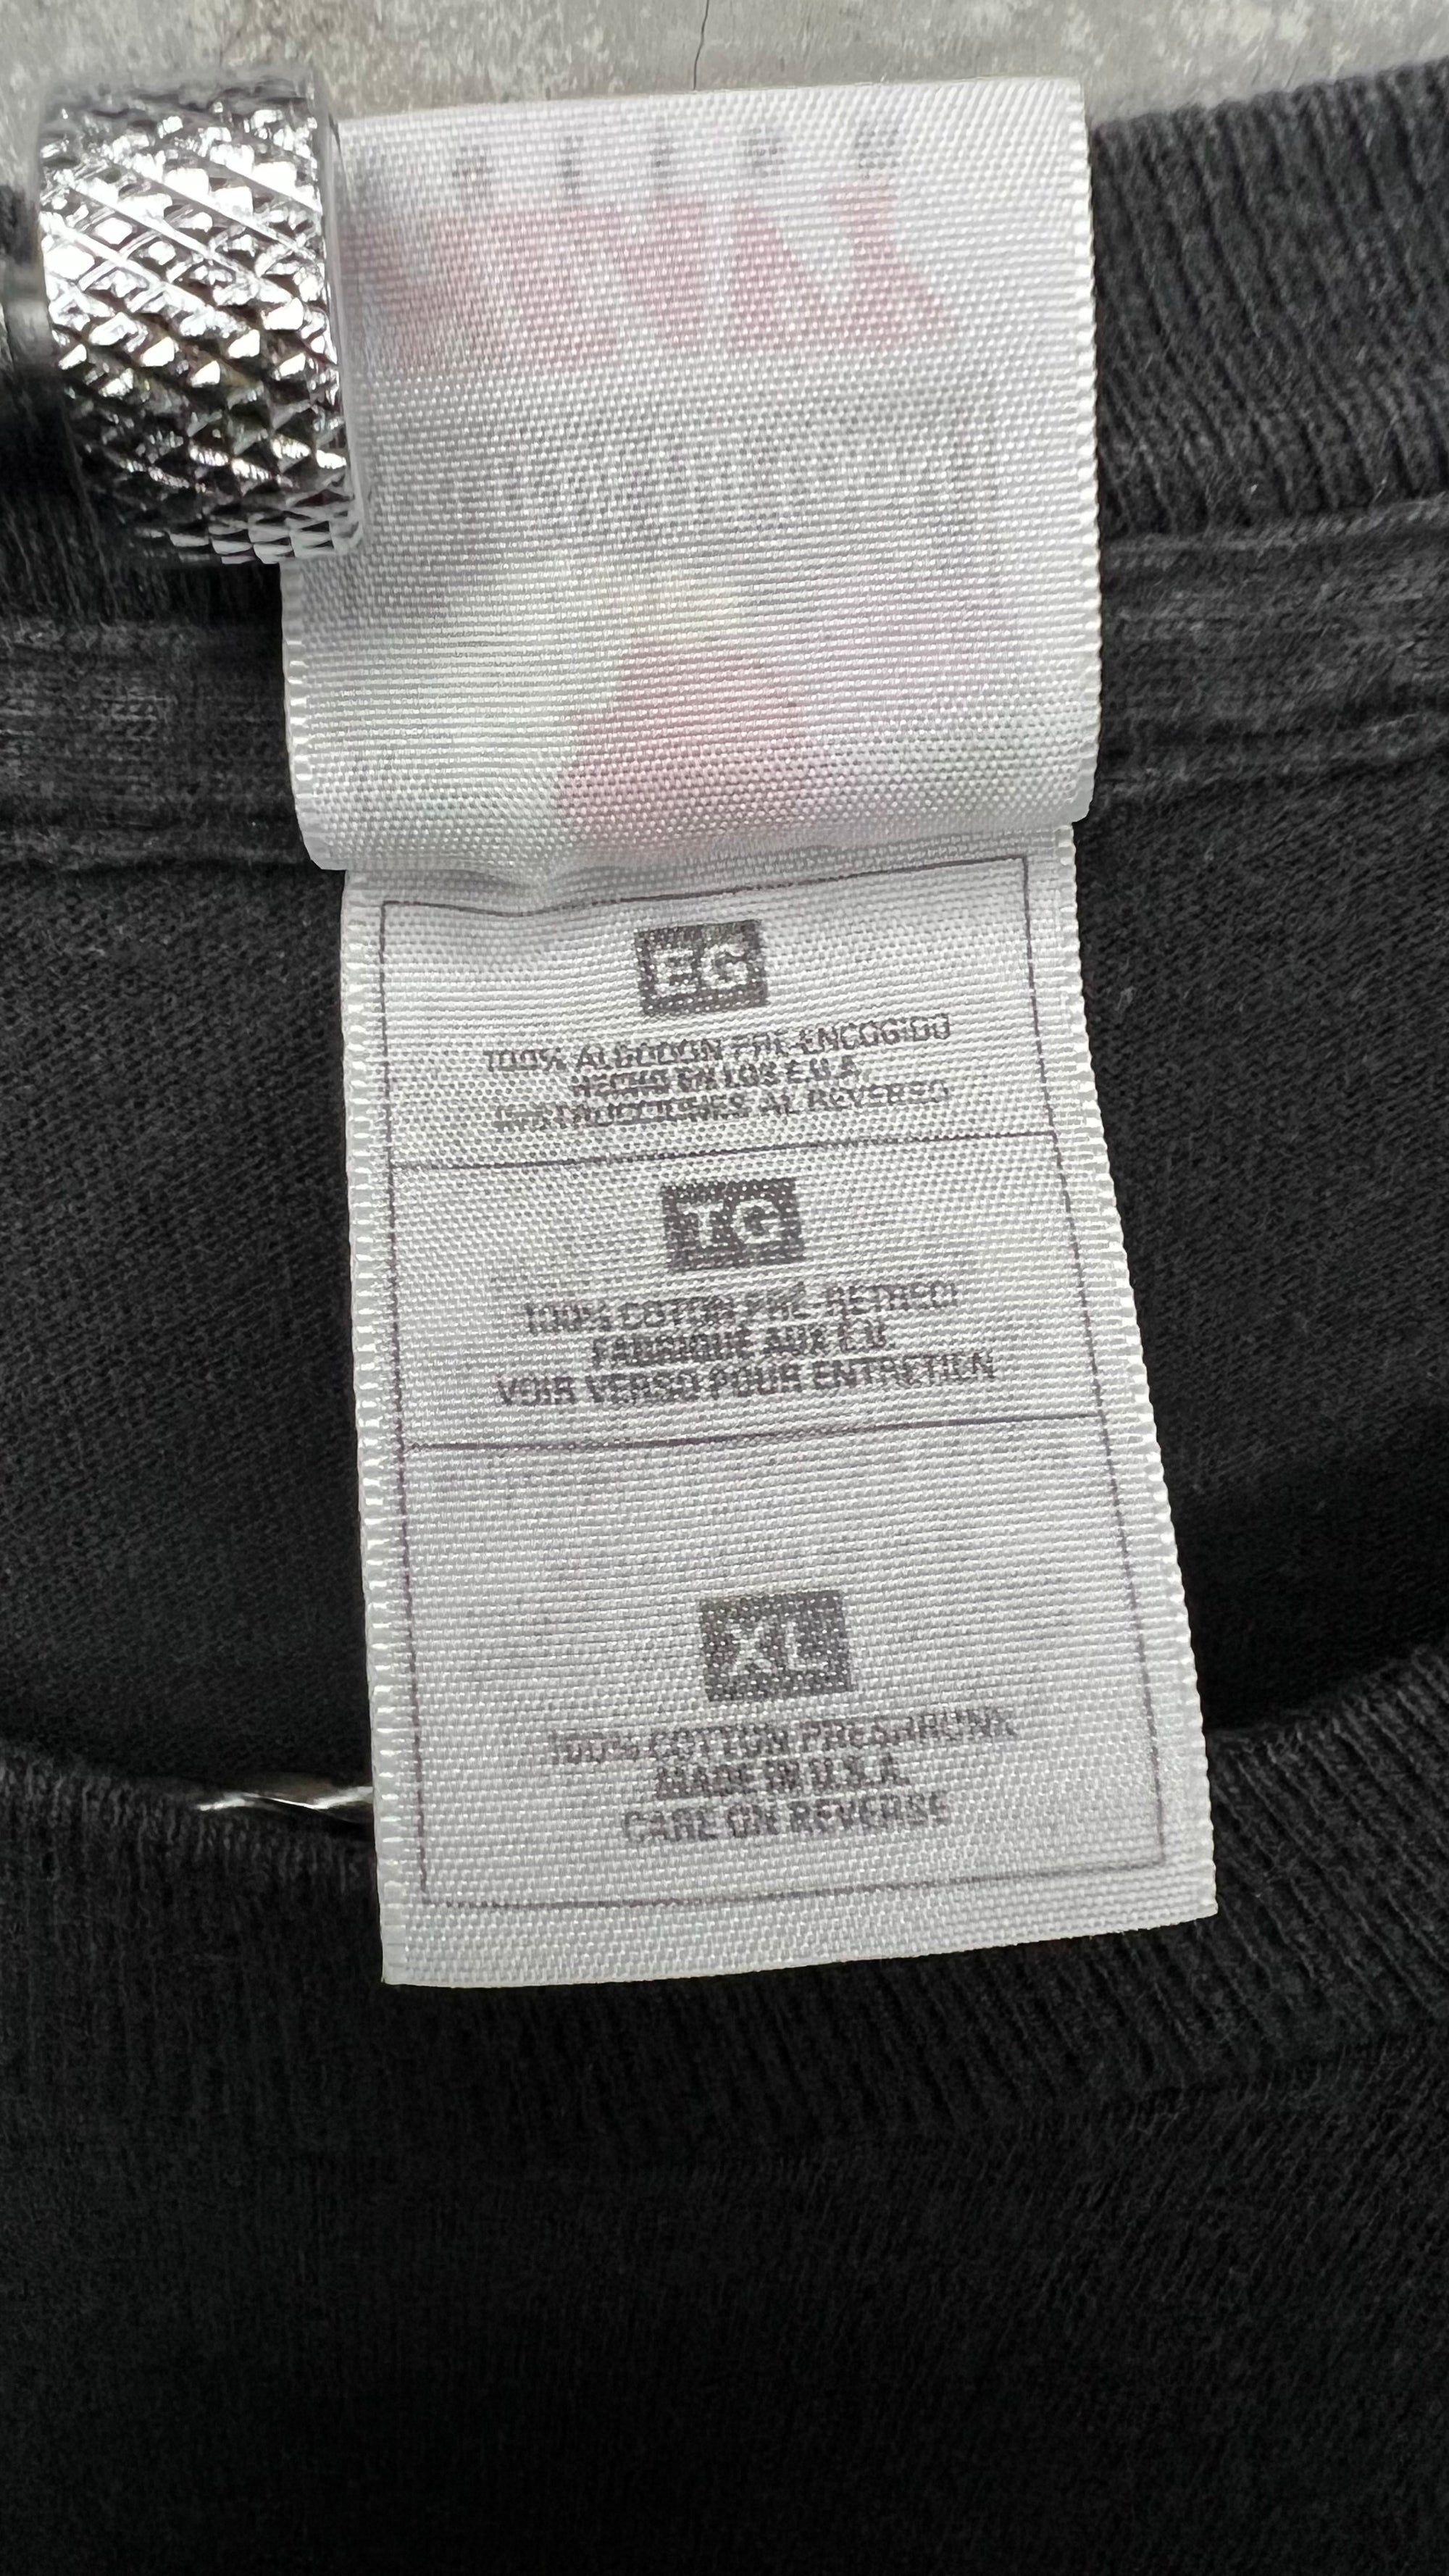 EG
100% ALGODON PRE-ENCOGIDO
HECHO EN LOS E.U.A.
INSTRUCCIONES AL REVERSO
TG
100% COTON PRÉ-RETRECI
FABRIQUÉ AUX E.U.
VOIR VERSO POUR ENTRETIEN
XL
100% COTTON PRESHRUNK
MADE IN U.S.A.
CARE ON REVERSE